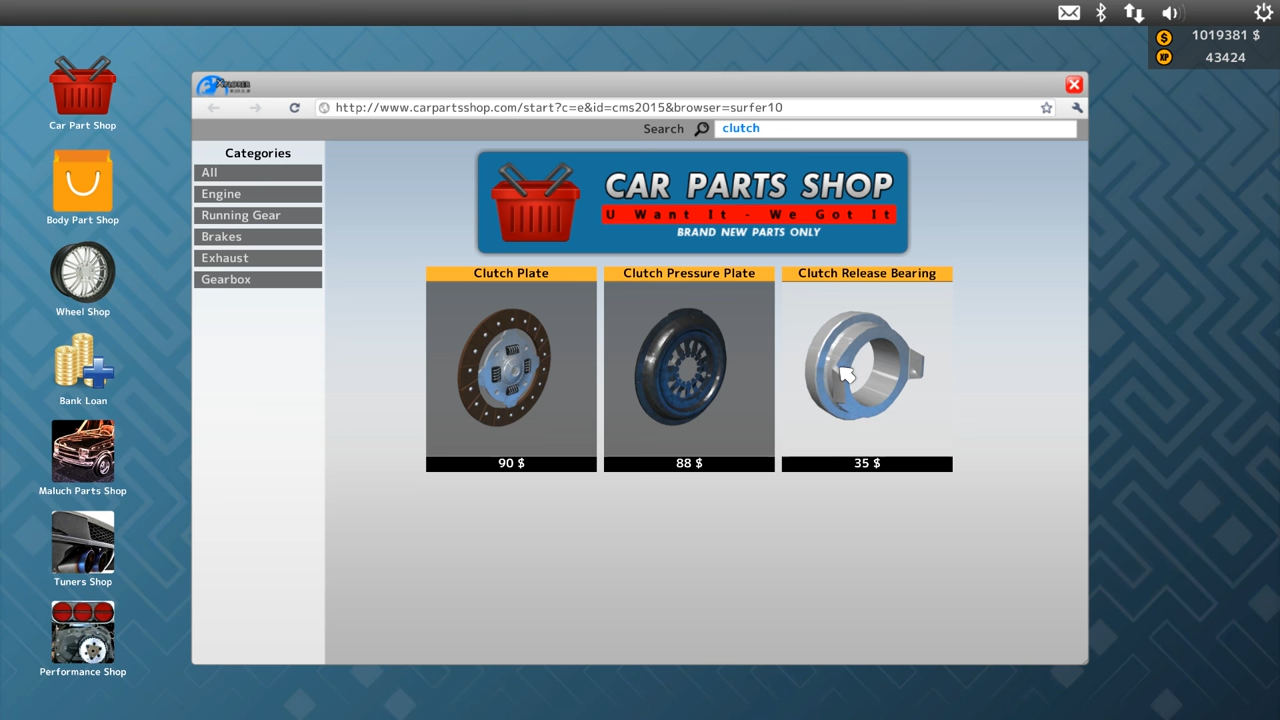 1019381 $
43424
Car Part Shop
Body Part Shop
Wheel Shop
Bank Loan
Maluch Parts Shop
Tuners Shop
Performance Shop
http://www.carpartsshop.com/start?c=e&id=cms2015&browser=surfer10
Search clutch
Categories
All
Engine
Running Gear
Brakes
Exhaust
Gearbox
CAR PARTS SHOP
U Want It - We Got It
BRAND NEW PARTS ONLY
Clutch Plate
90 $
Clutch Pressure Plate
88 $
Clutch Release Bearing
35 $